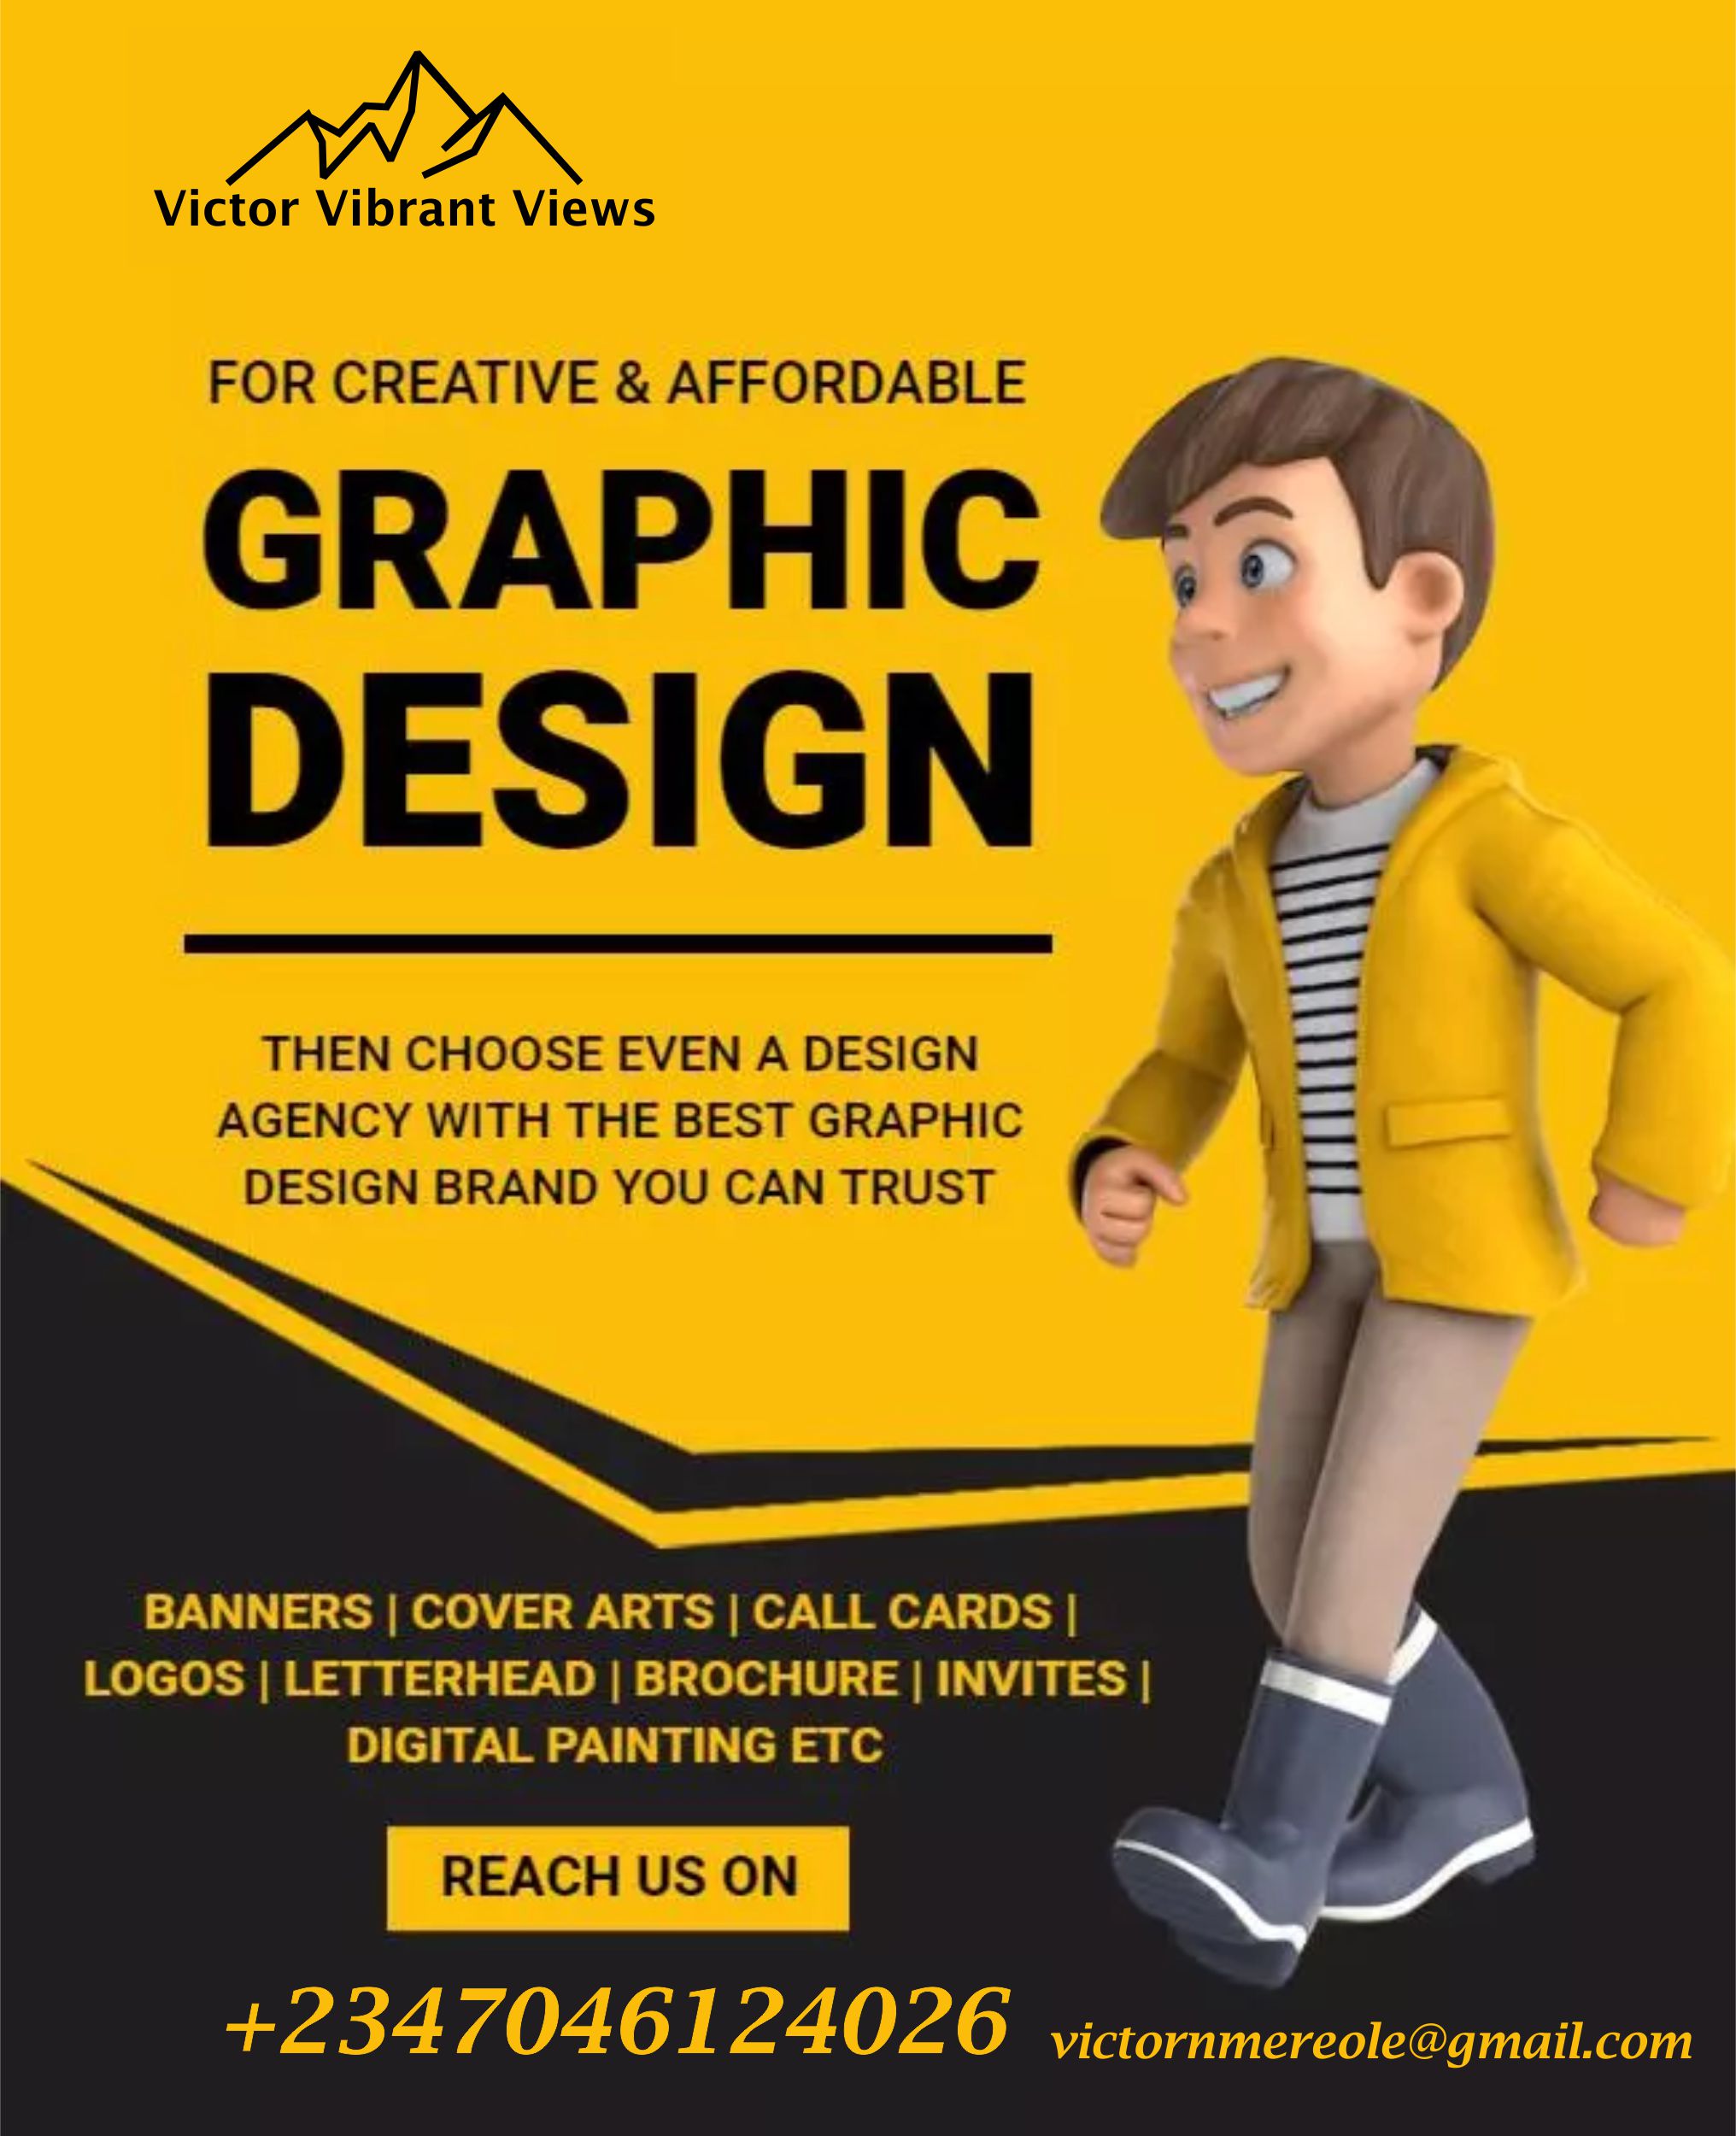 Victor Vibrant Views
FOR CREATIVE & AFFORDABLE
GRAPHIC
DESIGN
THEN CHOOSE EVEN A DESIGN
AGENCY WITH THE BEST GRAPHIC
DESIGN BRAND YOU CAN TRUST
BANNERS | COVER ARTS | CALL CARDS |
LOGOS | LETTERHEAD | BROCHURE | INVITES |
DIGITAL PAINTING ETC
REACH US ON
+2347046124026
victornmereole@gmail.com